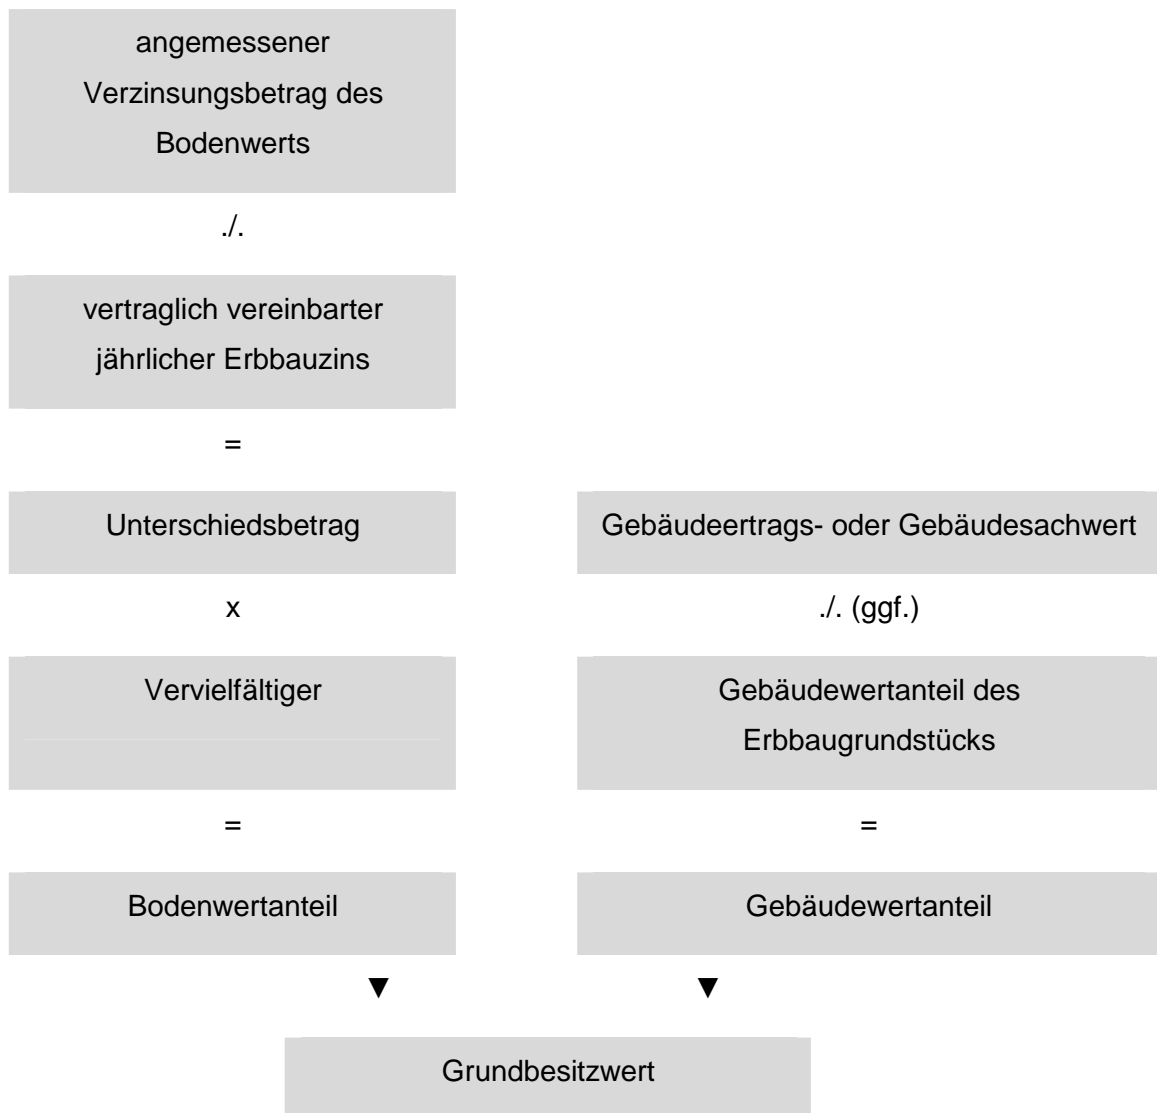 angemessener
Verzinsungsbetrag des
Bodenwerts
./.
vertraglich vereinbarter
jährlicher Erbbauzins
=
Unterschiedsbetrag
x
Vervielfältiger
=
Bodenwertanteil
Gebäudeertrags- oder Gebäudesachwert
./. (ggf.)
Gebäudewertanteil des
Erbbaugrundstücks
=
Gebäudewertanteil
▼
▼
Grundbesitzwert